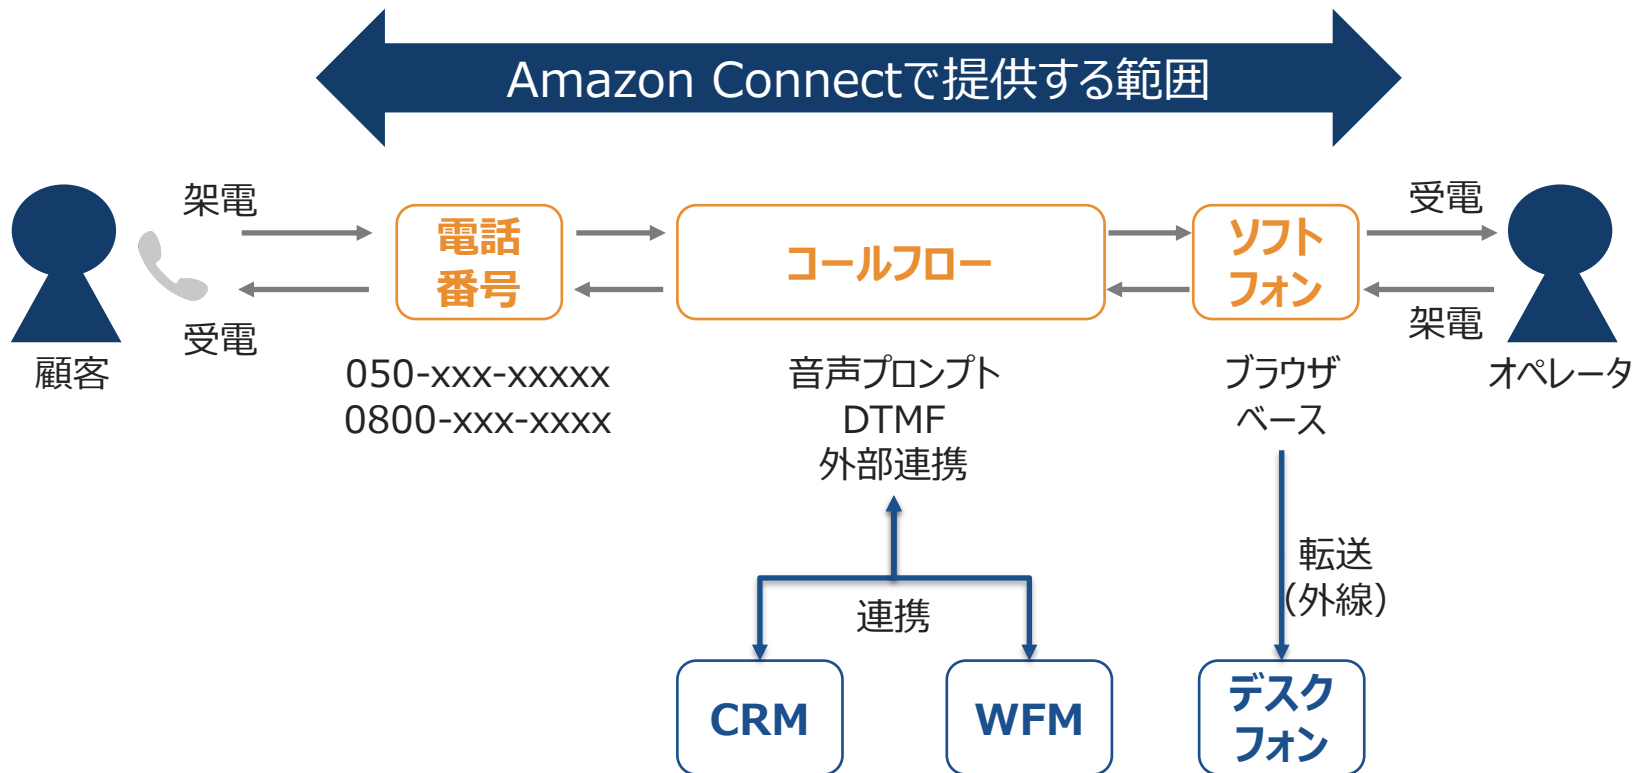 Amazon Connectで提供する範囲
架電
受電
顧客
電話
番号
050-xxx-xxxxx
0800-xxx-xxxx
コールフロー
音声プロンプト
DTMF
外部連携
ソフト
フォン
ブラウザ
ベース
受電
架電
オペレータ
連携
転送
（外線）
CRM
WFM
デスク
フォン